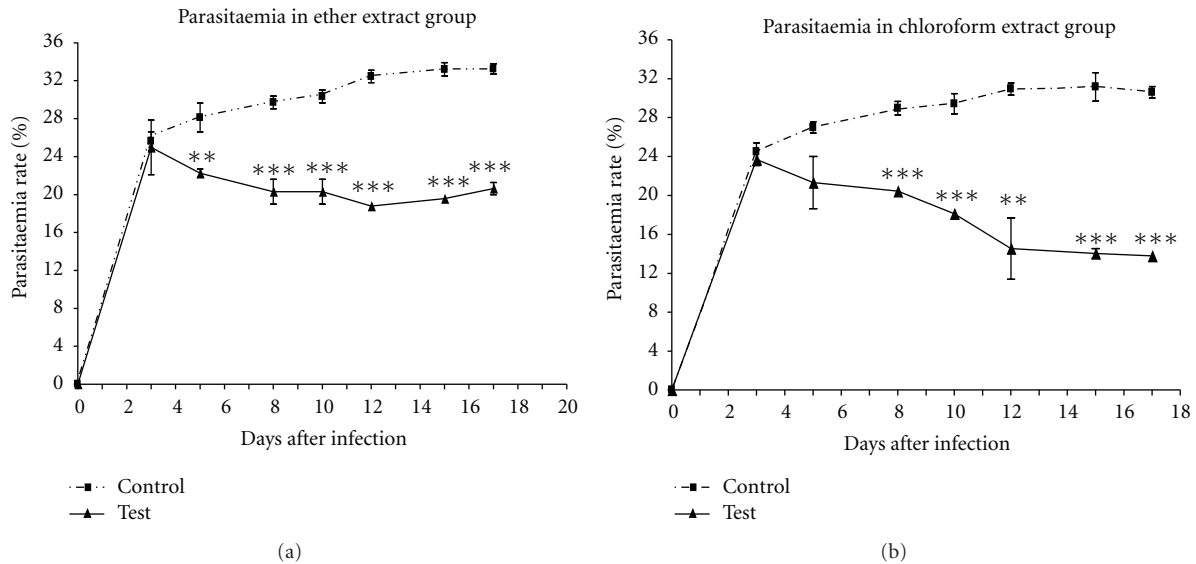 Parasitaemia in ether extract group
36
32
28
24
20
16
12
8
4
0
Parasitaemia rate (%)
** *** *** *** *** ***
0 2 4 6 8 10 12 14 16 18 20
Days after infection
Control
Test
(a)
Parasitaemia in chloroform extract group
36
32
28
24
20
16
12
8
4
0
Parasitaemia rate (%)
*** *** ** *** ***
0 2 4 6 8 10 12 14 16 18
Days after infection
Control
Test
(b)